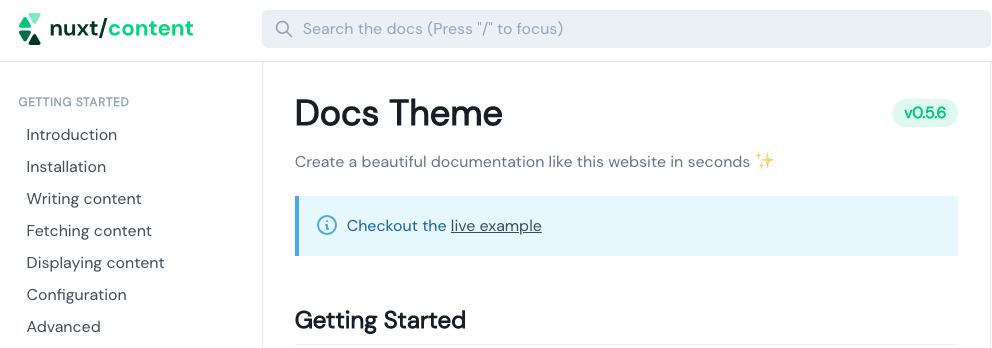 nuxt/content
Search the docs (Press "/" to focus)
GETTING STARTED
Introduction
Installation
Writing content
Fetching content
Displaying content
Configuration
Advanced
Docs Theme
v0.5.6
Create a beautiful documentation like this website in seconds ✨
Checkout the live example
Getting Started